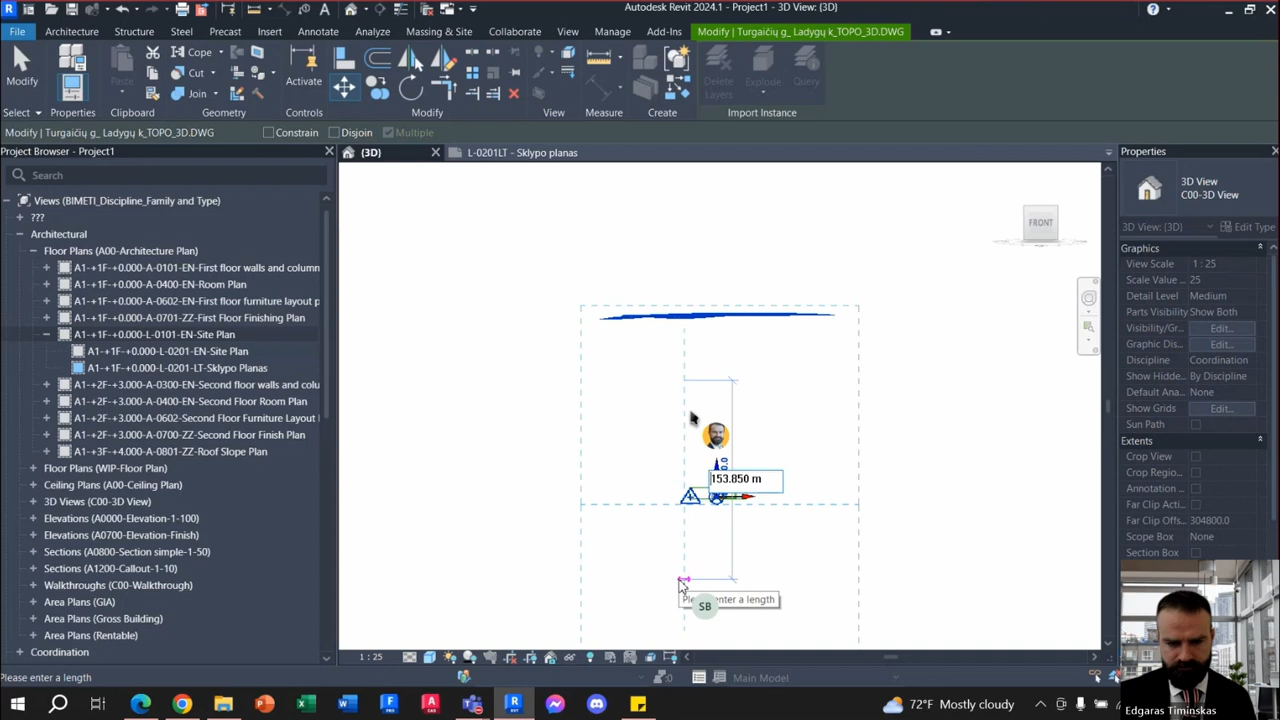 Autodesk Revit 2024.1 - Project1 - 3D View: {3D}
File Architecture Structure Steel Precast Insert Annotate Analyze Massing & Site Collaborate View Manage Add-Ins Modify | Turgaičių g_ Ladygų k_TOPO_3D.DWG
Modify Paste Cope Activate Delete Layers Explode Query
Cut
Join
Select Properties Clipboard Geometry Controls Modify View Measure Create Import Instance
Modify | Turgaičių g_ Ladygų k_TOPO_3D.DWG Constrain Disjoin Multiple
Project Browser - Project1
{3D}
L-0201LT - Sklypo planas
Properties
Search
3D View
C00-3D View
Views (BIMETI_Discipline_Family and Type)
???
Architectural
Floor Plans (A00-Architecture Plan)
A1-+1F-+0.000-A-0101-EN-First floor walls and column
A1-+1F-+0.000-A-0400-EN-Room Plan
A1-+1F-+0.000-A-0602-EN-First floor furniture layout p
A1-+1F-+0.000-A-0701-ZZ-First Floor Finishing Plan
A1-+1F-+0.000-L-0101-EN-Site Plan
A1-+1F-+0.000-L-0201-EN-Site Plan
A1-+1F-+0.000-L-0201-LT-Sklypo Planas
A1-+2F-+3.000-A-0300-EN-Second floor walls and colu
A1-+2F-+3.000-A-0401-EN-Second Floor Room Plan
A1-+2F-+3.000-A-0602-Second Floor Furniture Layout
A1-+2F-+3.000-A-0700-ZZ-Second Floor Finish Plan
A1-+3F-+4.000-A-0801-ZZ-Roof Slope Plan
Floor Plans (WIP-Floor Plan)
Ceiling Plans (A00-Ceiling Plan)
3D Views (C00-3D View)
Elevations (A0000-Elevation-1-100)
Elevations (A0700-Elevation-Finish)
Sections (A0800-Section simple-1-50)
Sections (A1200-Callout-1-10)
Walkthroughs (C00-Walkthrough)
Area Plans (GIA)
Area Plans (Gross Building)
Area Plans (Rentable)
Coordination
FRONT
153.850 m
SB
3D View: {3D} Edit Type
Graphics
View Scale 1 : 25
Scale Value ... 25
Detail Level Medium
Parts Visibility Show Both
Visibility/Gr... Edit...
Graphic Dis... Edit...
Discipline Coordination
Show Hidde... By Discipline
Default Ana... None
Show Grids Edit...
Sun Path
Extents
Crop View
Crop Regio...
Annotation ...
Far Clip Acti...
Far Clip Offs... 304800.0
Scope Box None
Section Box
1 : 25
Please enter a length
:0
Main Model
72°F Mostly cloudy
Edgaras Timinskas